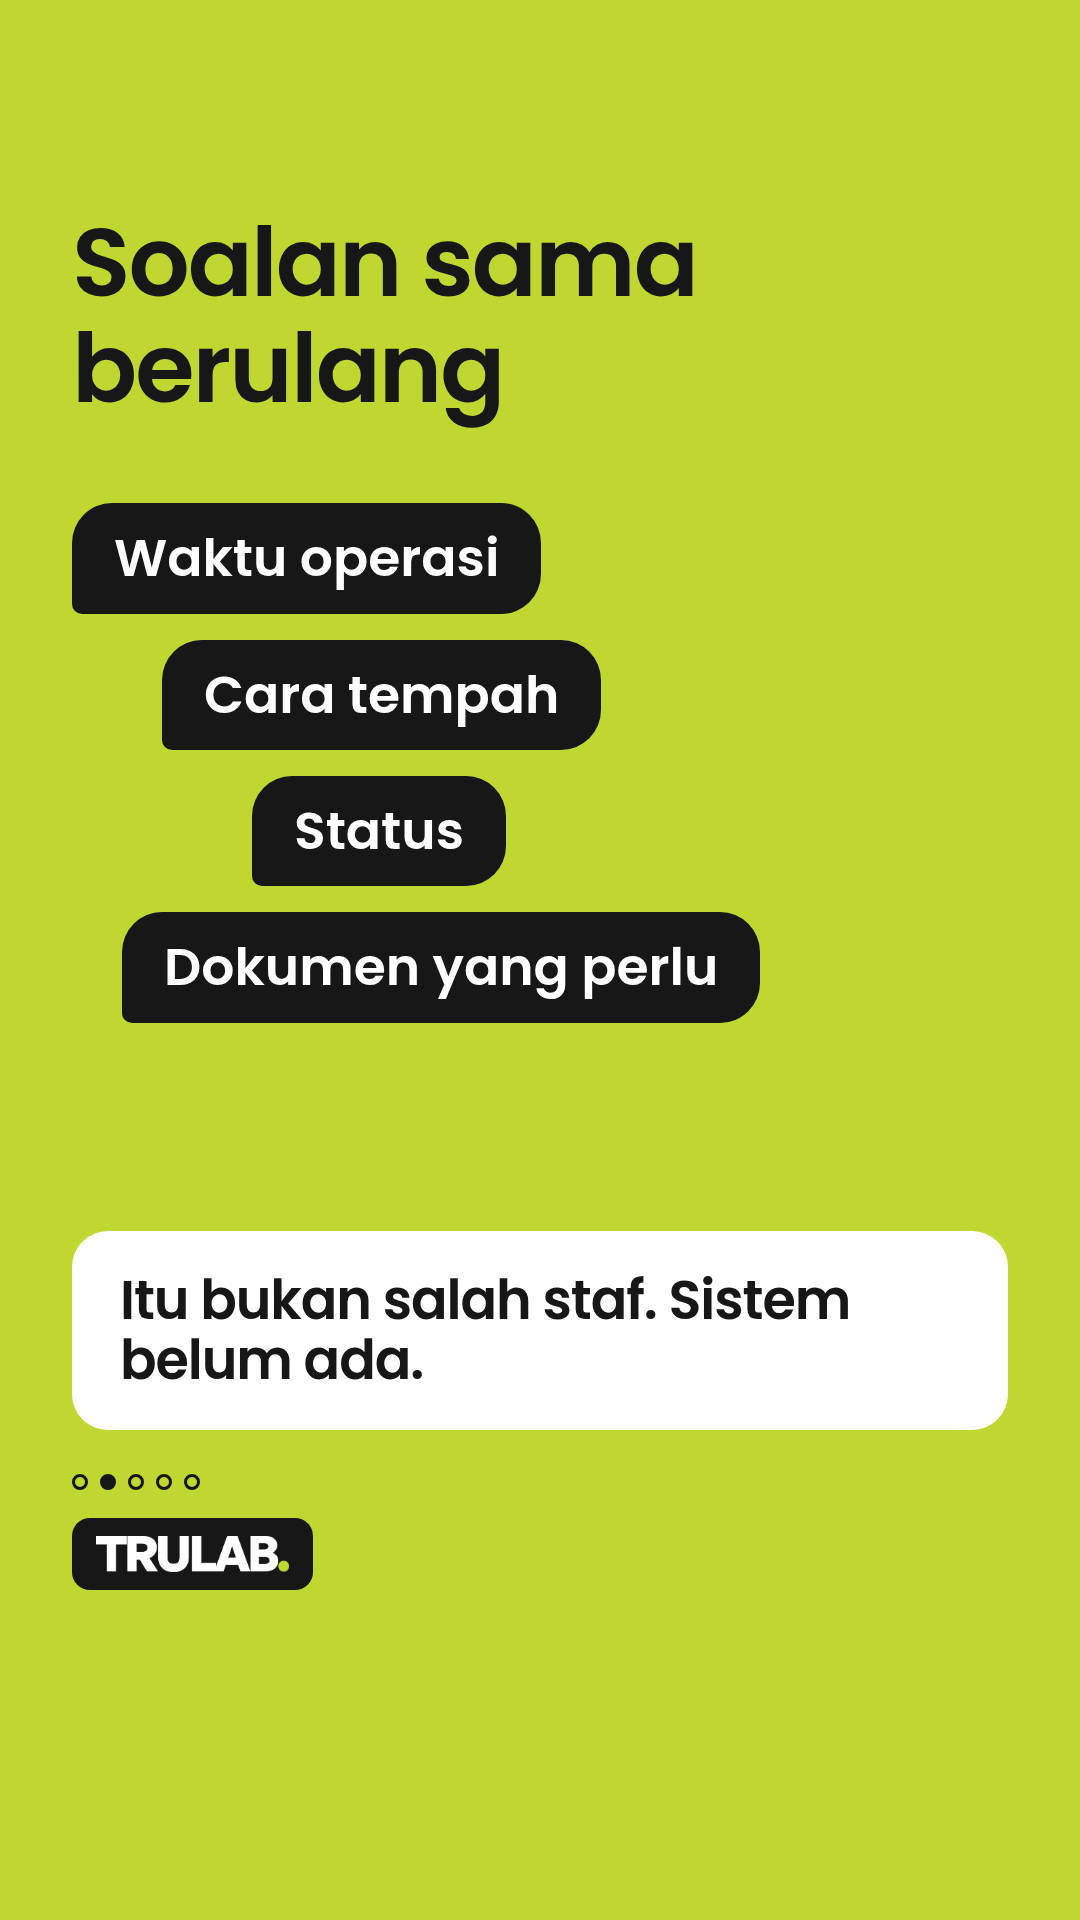 Soalan sama
berulang
Waktu operasi
Cara tempah
Status
Dokumen yang perlu
Itu bukan salah staf. Sistem
belum ada.
TRULAB.